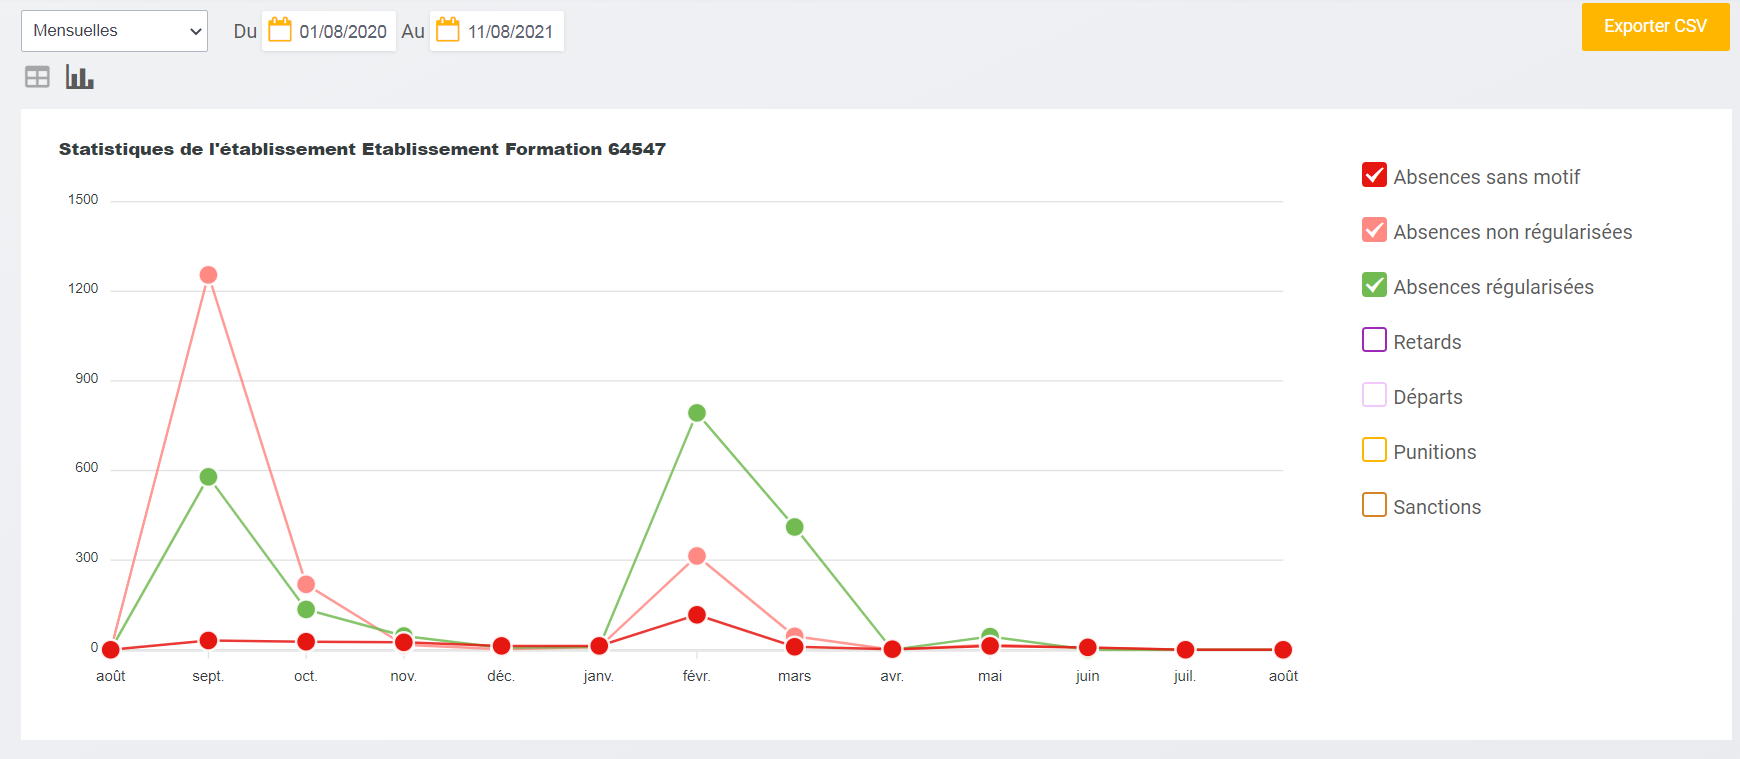 Mensuelles Du 01/08/2020 Au 11/08/2021 Exporter CSV
Statistiques de l'établissement Etablissement Formation 64547
1500
1200
900
600
300
0
août sept. oct. nov. déc. janv. févr. mars avr. mai juin juil. août
Absences sans motif
Absences non régularisées
Absences régularisées
Retards
Départs
Punitions
Sanctions